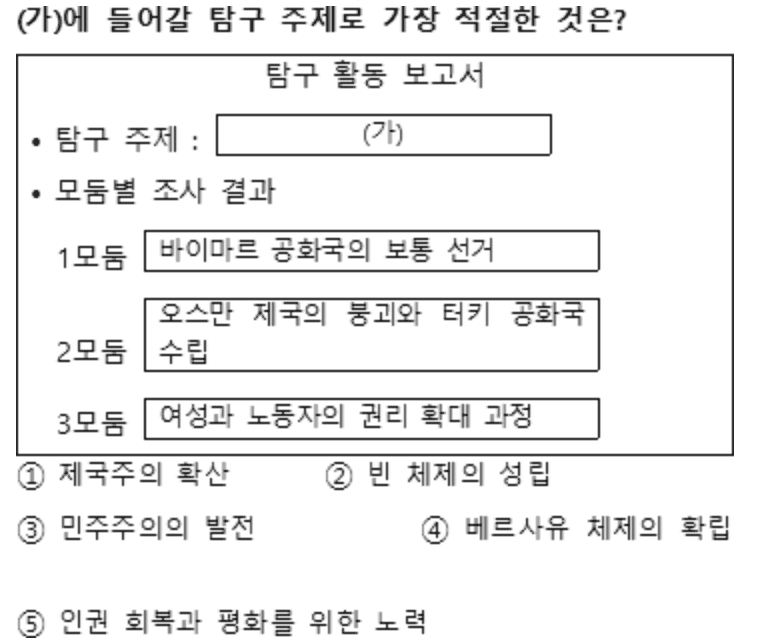 (가)에 들어갈 탐구 주제로 가장 적절한 것은?
탐구 활동 보고서
• 탐구 주제 : (가)
• 모둠별 조사 결과
1모둠 바이마르 공화국의 보통 선거
오스만 제국의 붕괴와 터키 공화국
2모둠 수립
3모둠 여성과 노동자의 권리 확대 과정
① 제국주의 확산 ② 빈 체제의 성립
③ 민주주의의 발전 ④ 베르사유 체제의 확립
⑤ 인권 회복과 평화를 위한 노력